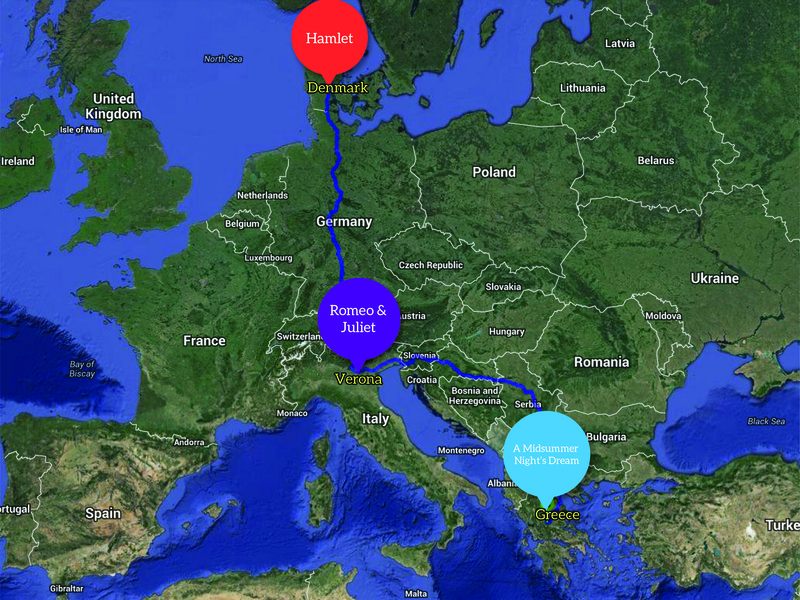 Hamlet
Latvia
North Sea
Denmark
Lithuania
United
Kingdom
Isle of Man
Ireland
Belarus
Poland
Netherlands
Germany
Belgium
Luxembourg
Czech Republic
Ukraine
Slovakia
Romeo &
Juliet
Austria
Moldova
Hungary
France
Switzerland
Slovenia
Romania
Bay of
Biscay
Verona
Croatia
Bosnia and
Herzegovina
Serbia
Monaco
Italy
Black Sea
Andorra
Bulgaria
Montenegro
A Midsummer
Night's Dream
Albani
ortugal
Spain
Greece
Turke
Gibraltar
Malta